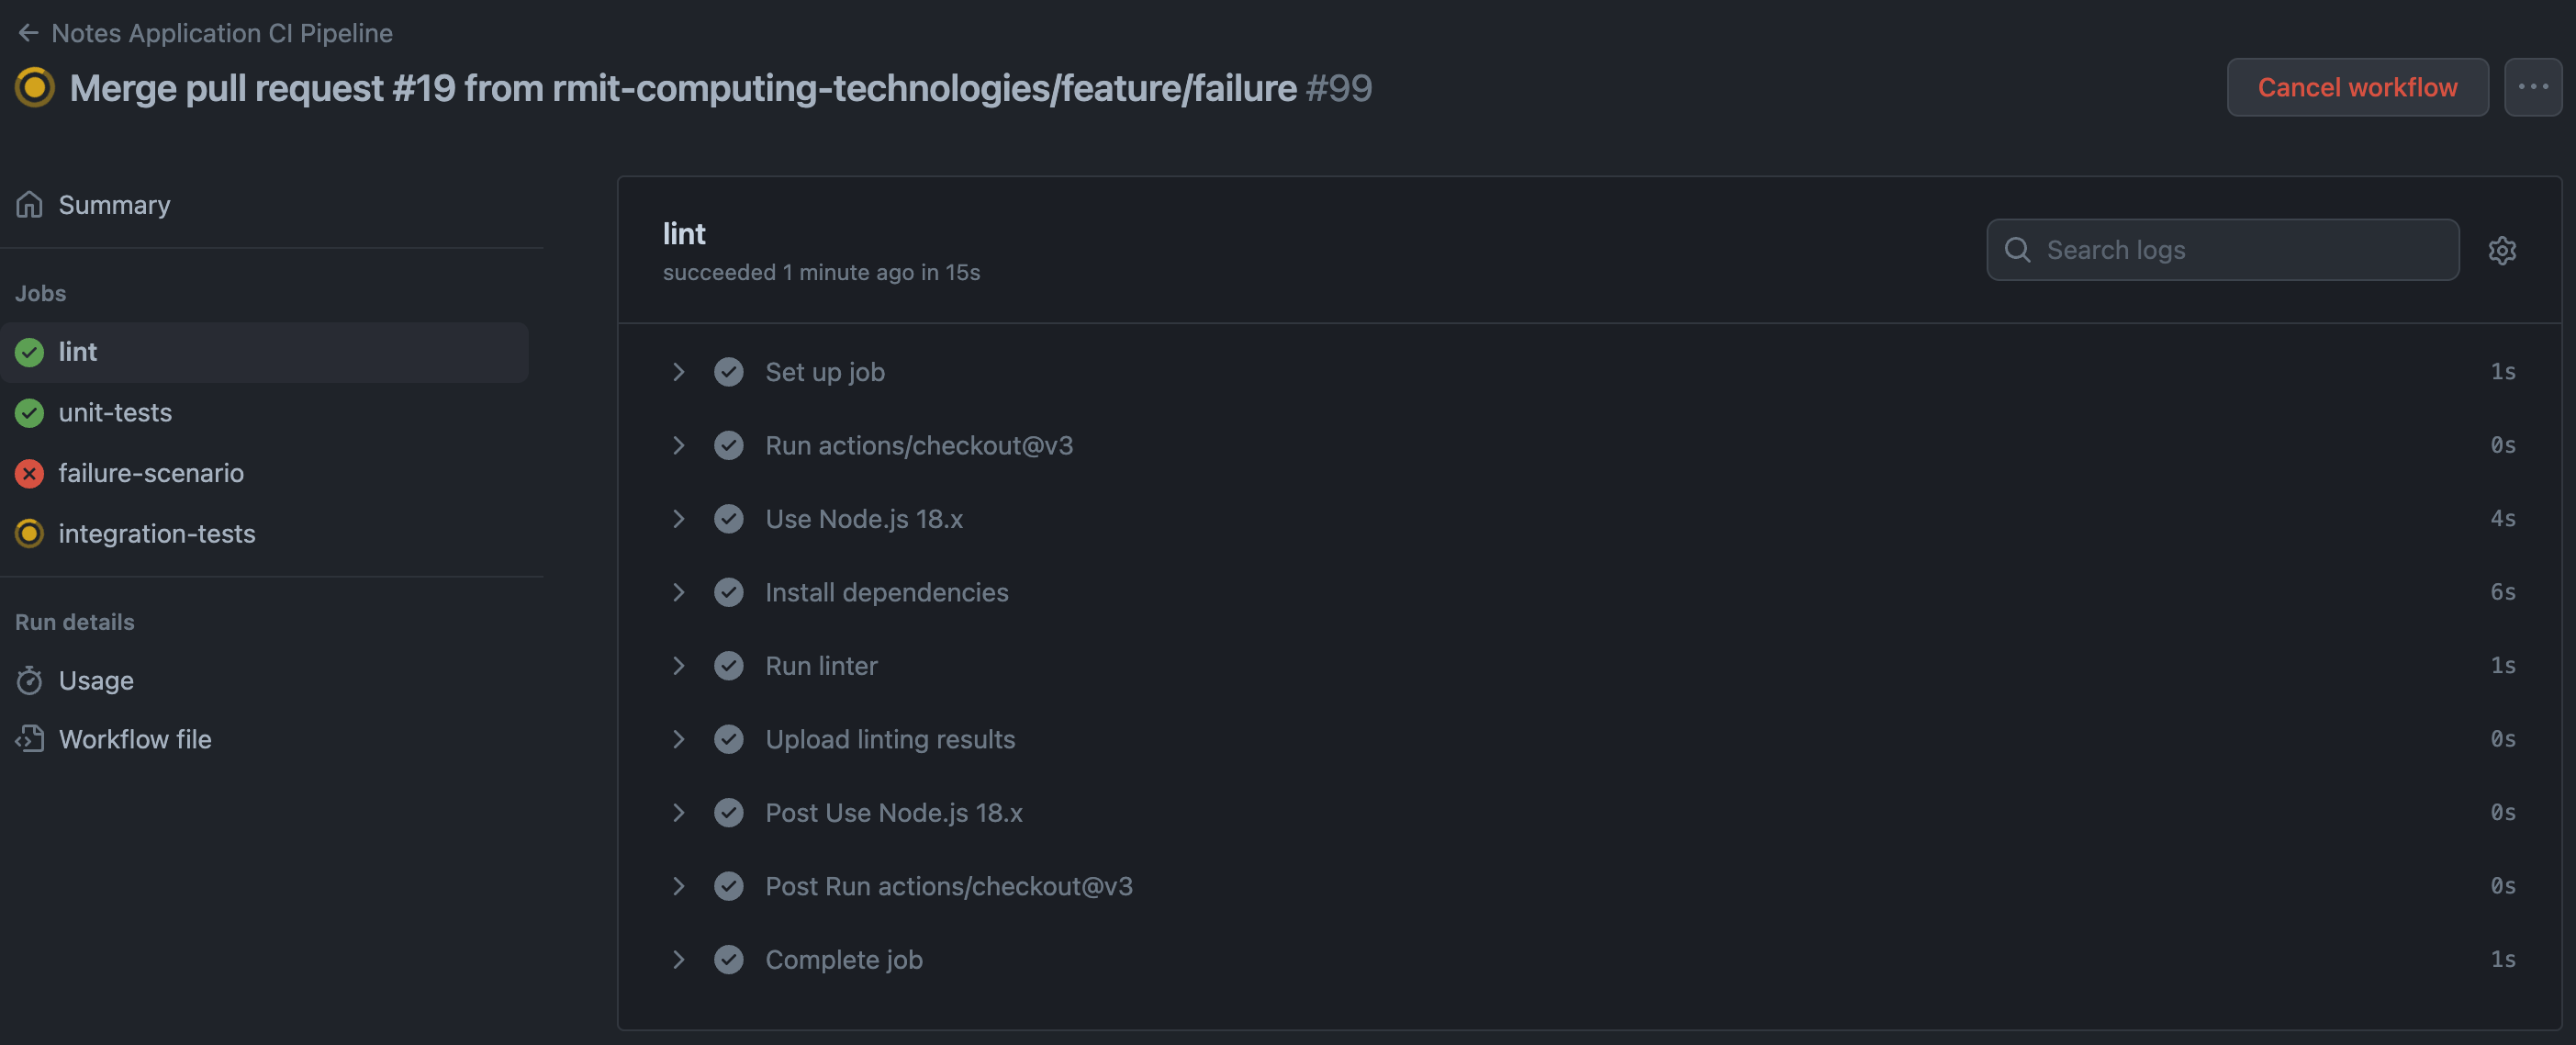 Notes Application CI Pipeline
Merge pull request #19 from rmit-computing-technologies/feature/failure #99
Cancel workflow
Summary
Jobs
lint
unit-tests
failure-scenario
integration-tests
Run details
Usage
Workflow file
lint
succeeded 1 minute ago in 15s
Search logs
Set up job 1s
Run actions/checkout@v3 0s
Use Node.js 18.x 4s
Install dependencies 6s
Run linter 1s
Upload linting results 0s
Post Use Node.js 18.x 0s
Post Run actions/checkout@v3 0s
Complete job 1s